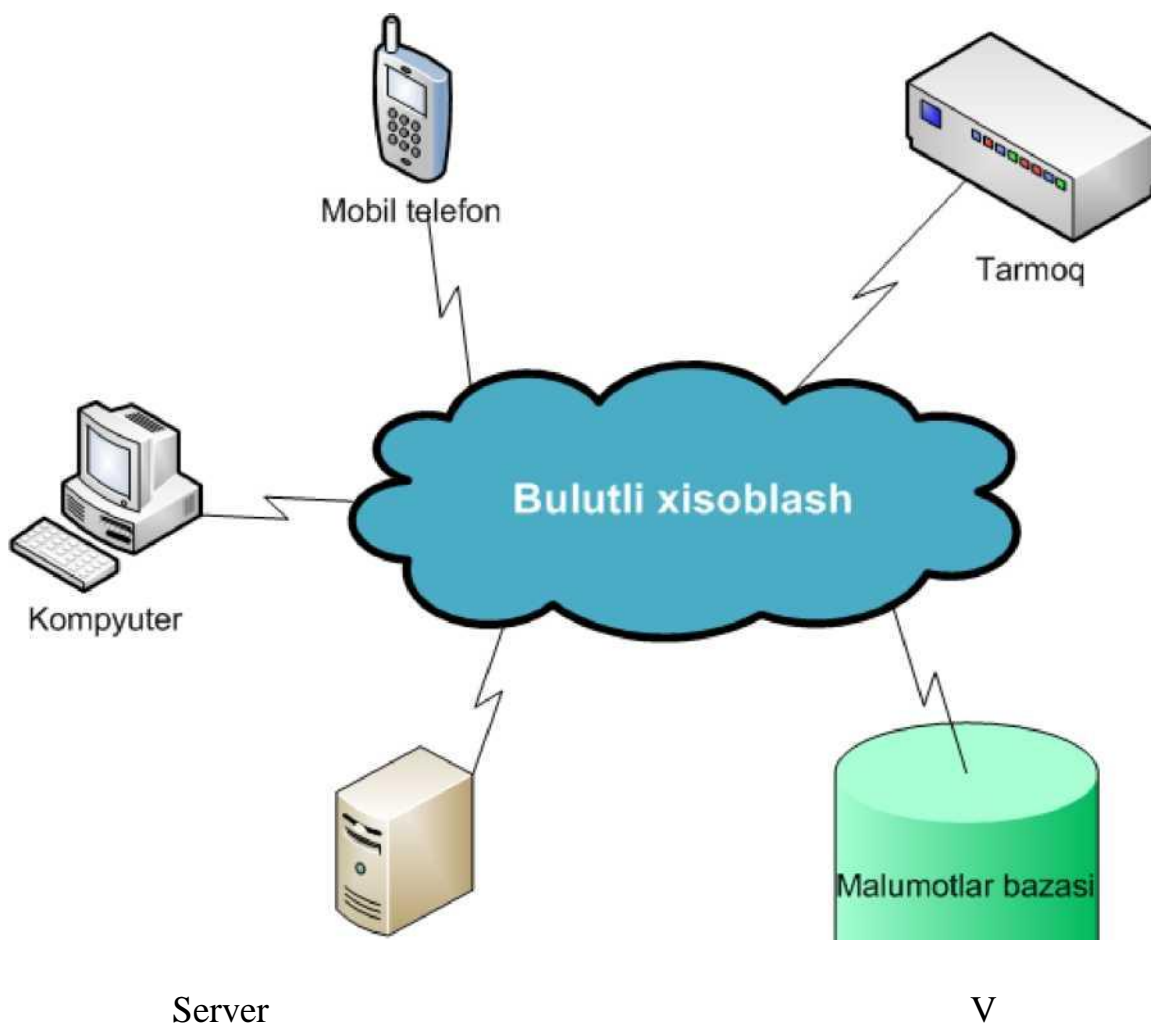 Mobil telefon
Tarmoq
Bulutli xisoblash
Kompyuter
Malumotlar bazasi
Server
V